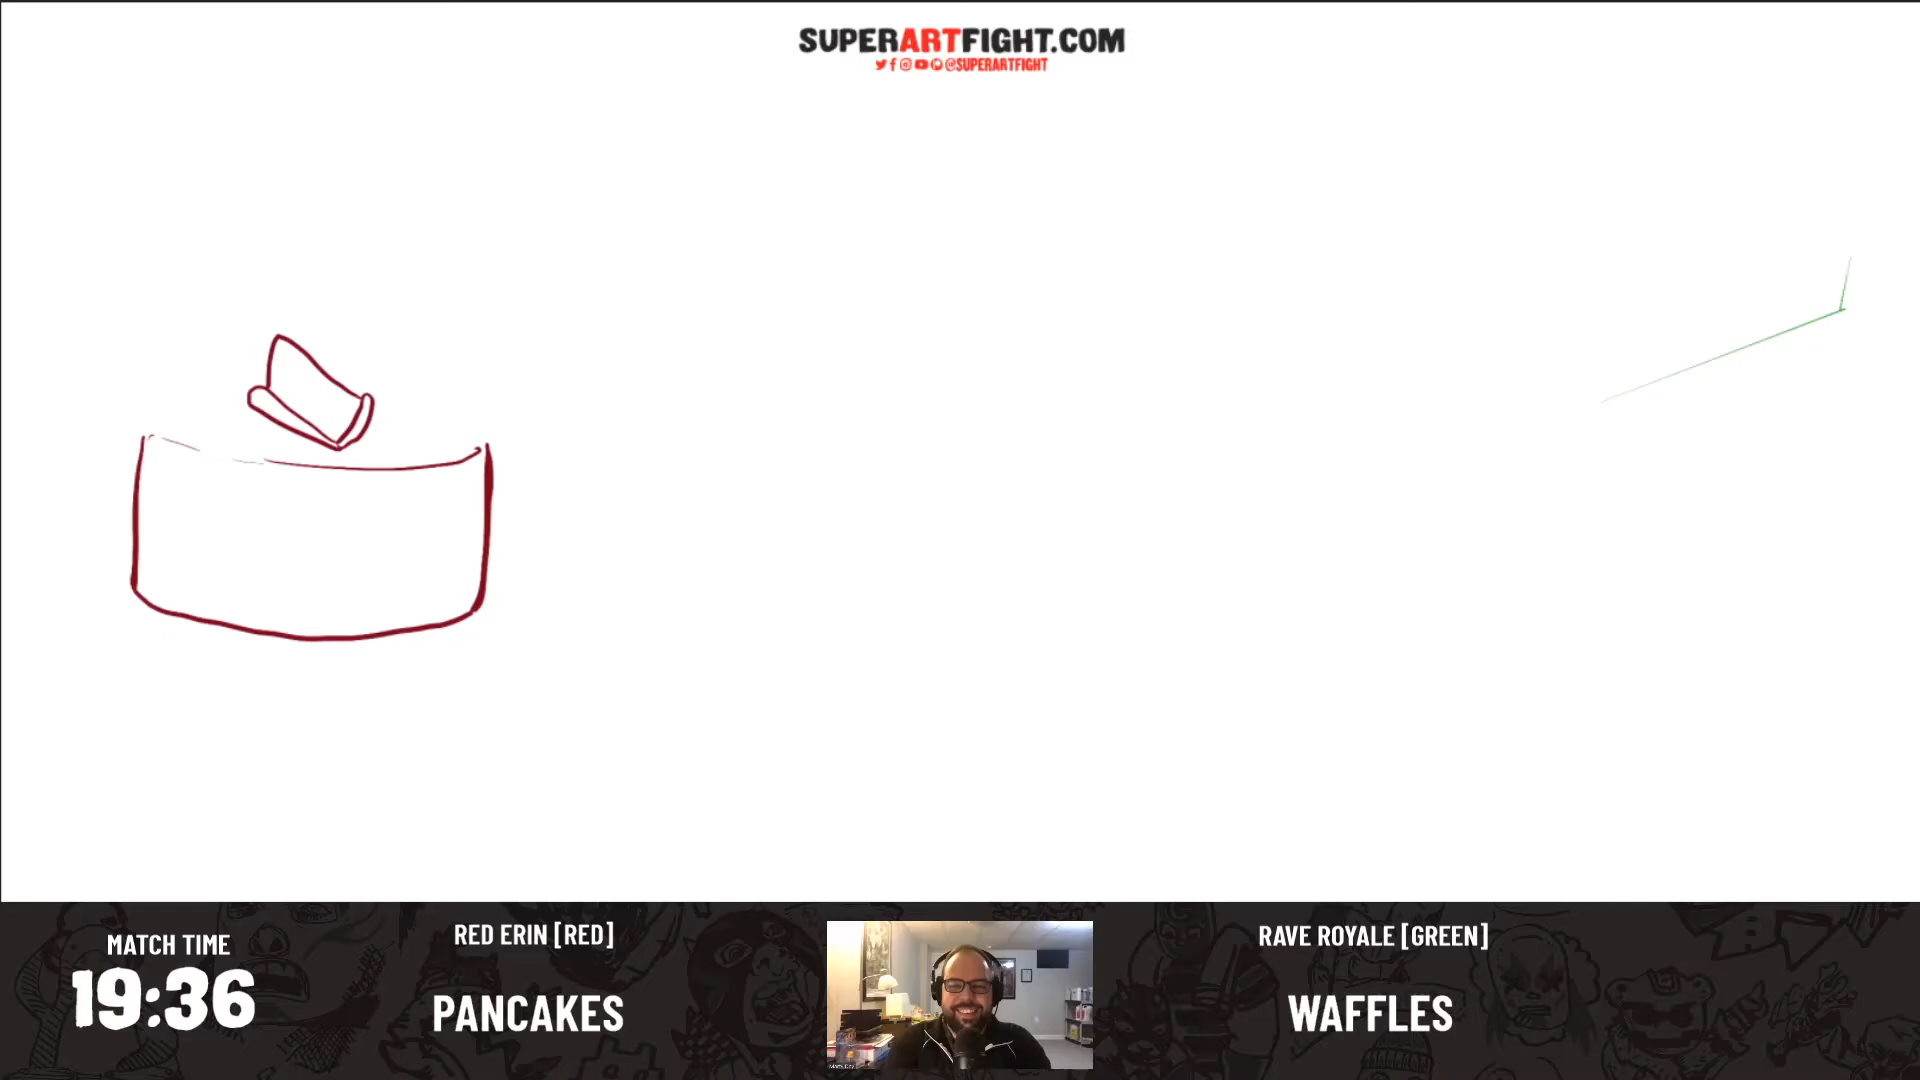 SUPERARTFIGHT.COM
@SUPERARTFIGHT
MATCH TIME
19:36
RED ERIN [RED]
PANCAKES
RAVE ROYALE [GREEN]
WAFFLES